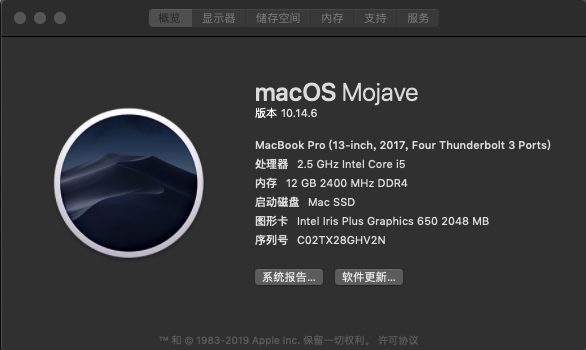 概览 显示器 储存空间 内存 支持 服务
macOS Mojave
版本 10.14.6
MacBook Pro (13-inch, 2017, Four Thunderbolt 3 Ports)
处理器 2.5 GHz Intel Core i5
内存 12 GB 2400 MHz DDR4
启动磁盘 Mac SSD
图形卡 Intel Iris Plus Graphics 650 2048 MB
序列号 C02TX28GHV2N
系统报告... 软件更新...
™ 和 © 1983-2019 Apple Inc. 保留一切权利。 许可协议